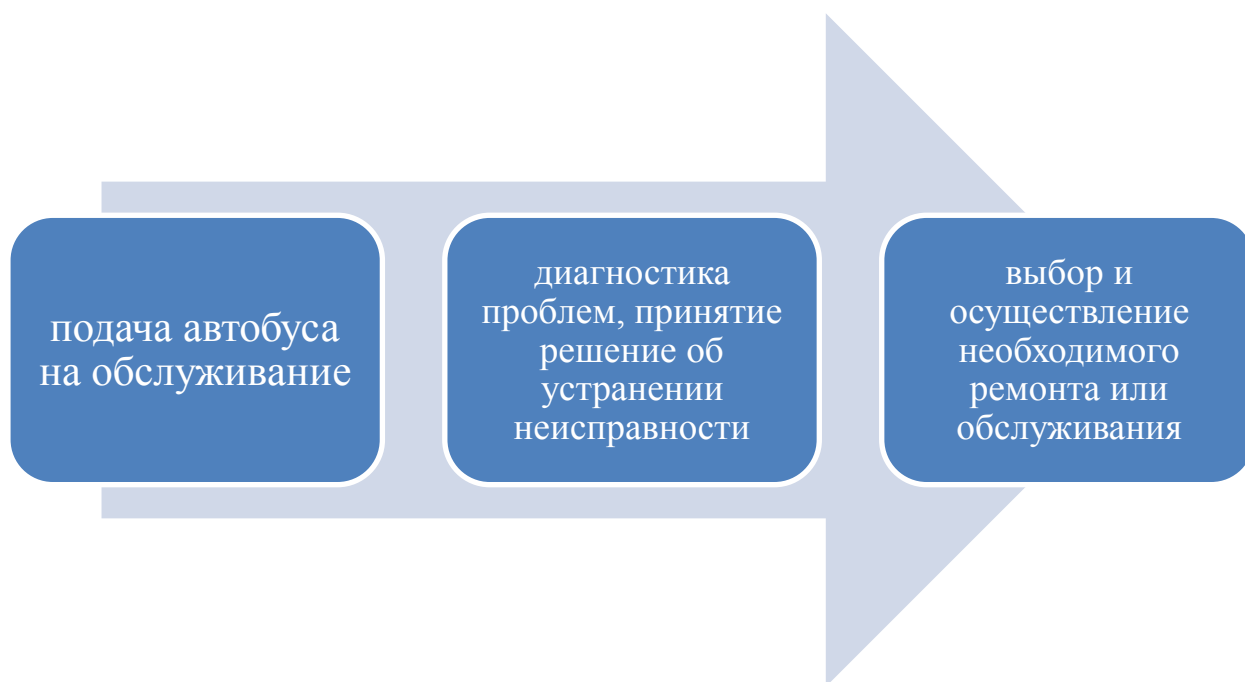 подача автобуса
на обслуживание
диагностика
проблем, принятие
решение об
устранении
неисправности
выбор и
осуществление
необходимого
ремонта или
обслуживания